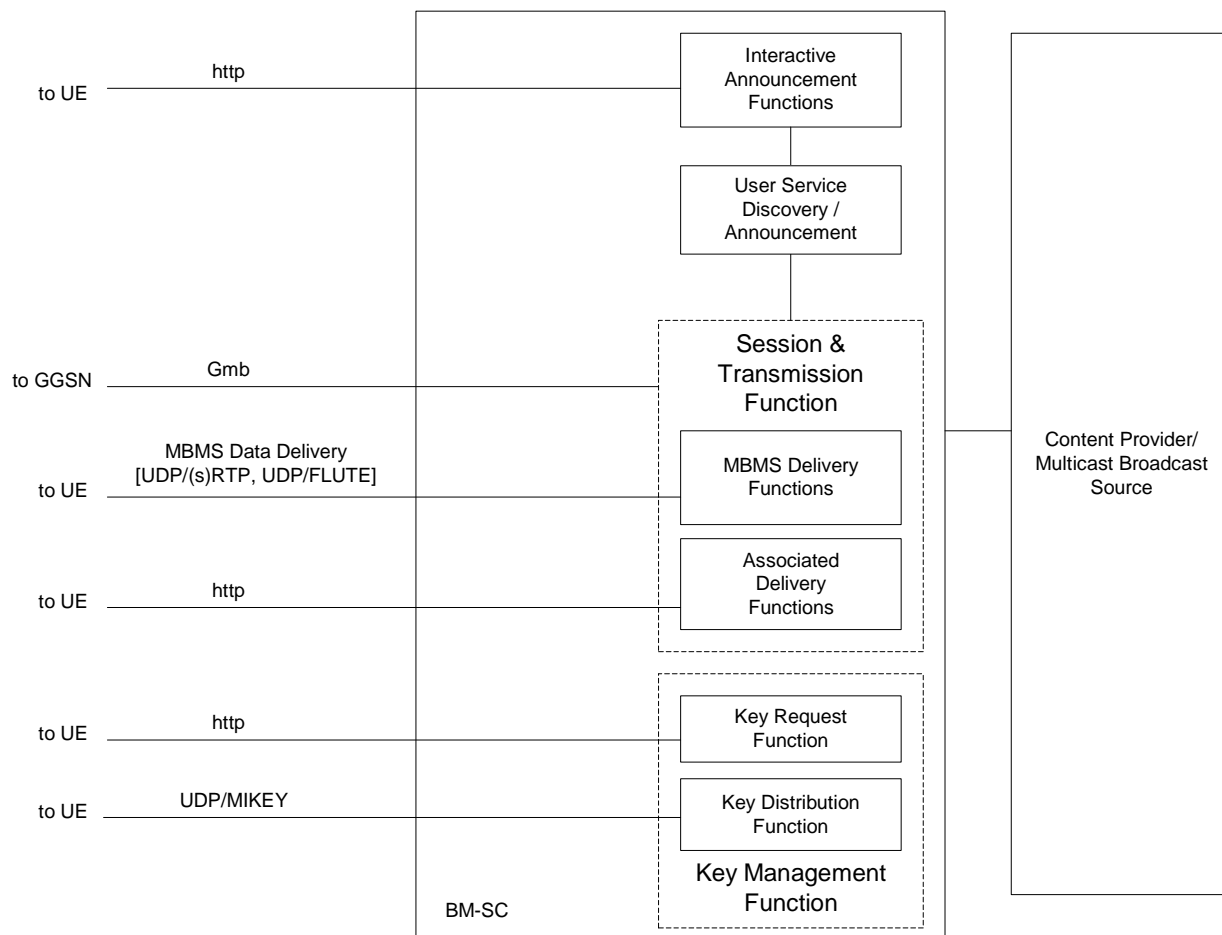 Interactive
Announcement
Functions
http
to UE
User Service
Discovery /
Announcement
Session &
Transmission
Function
Gmb
to GGSN
MBMS Data Delivery
[UDP/(s)RTP, UDP/FLUTE]
to UE
MBMS Delivery
Functions
Content Provider/
Multicast Broadcast
Source
Associated
Delivery
Functions
http
to UE
Key Request
Function
http
to UE
UDP/MIKEY
to UE
Key Distribution
Function
Key Management
Function
BM-SC